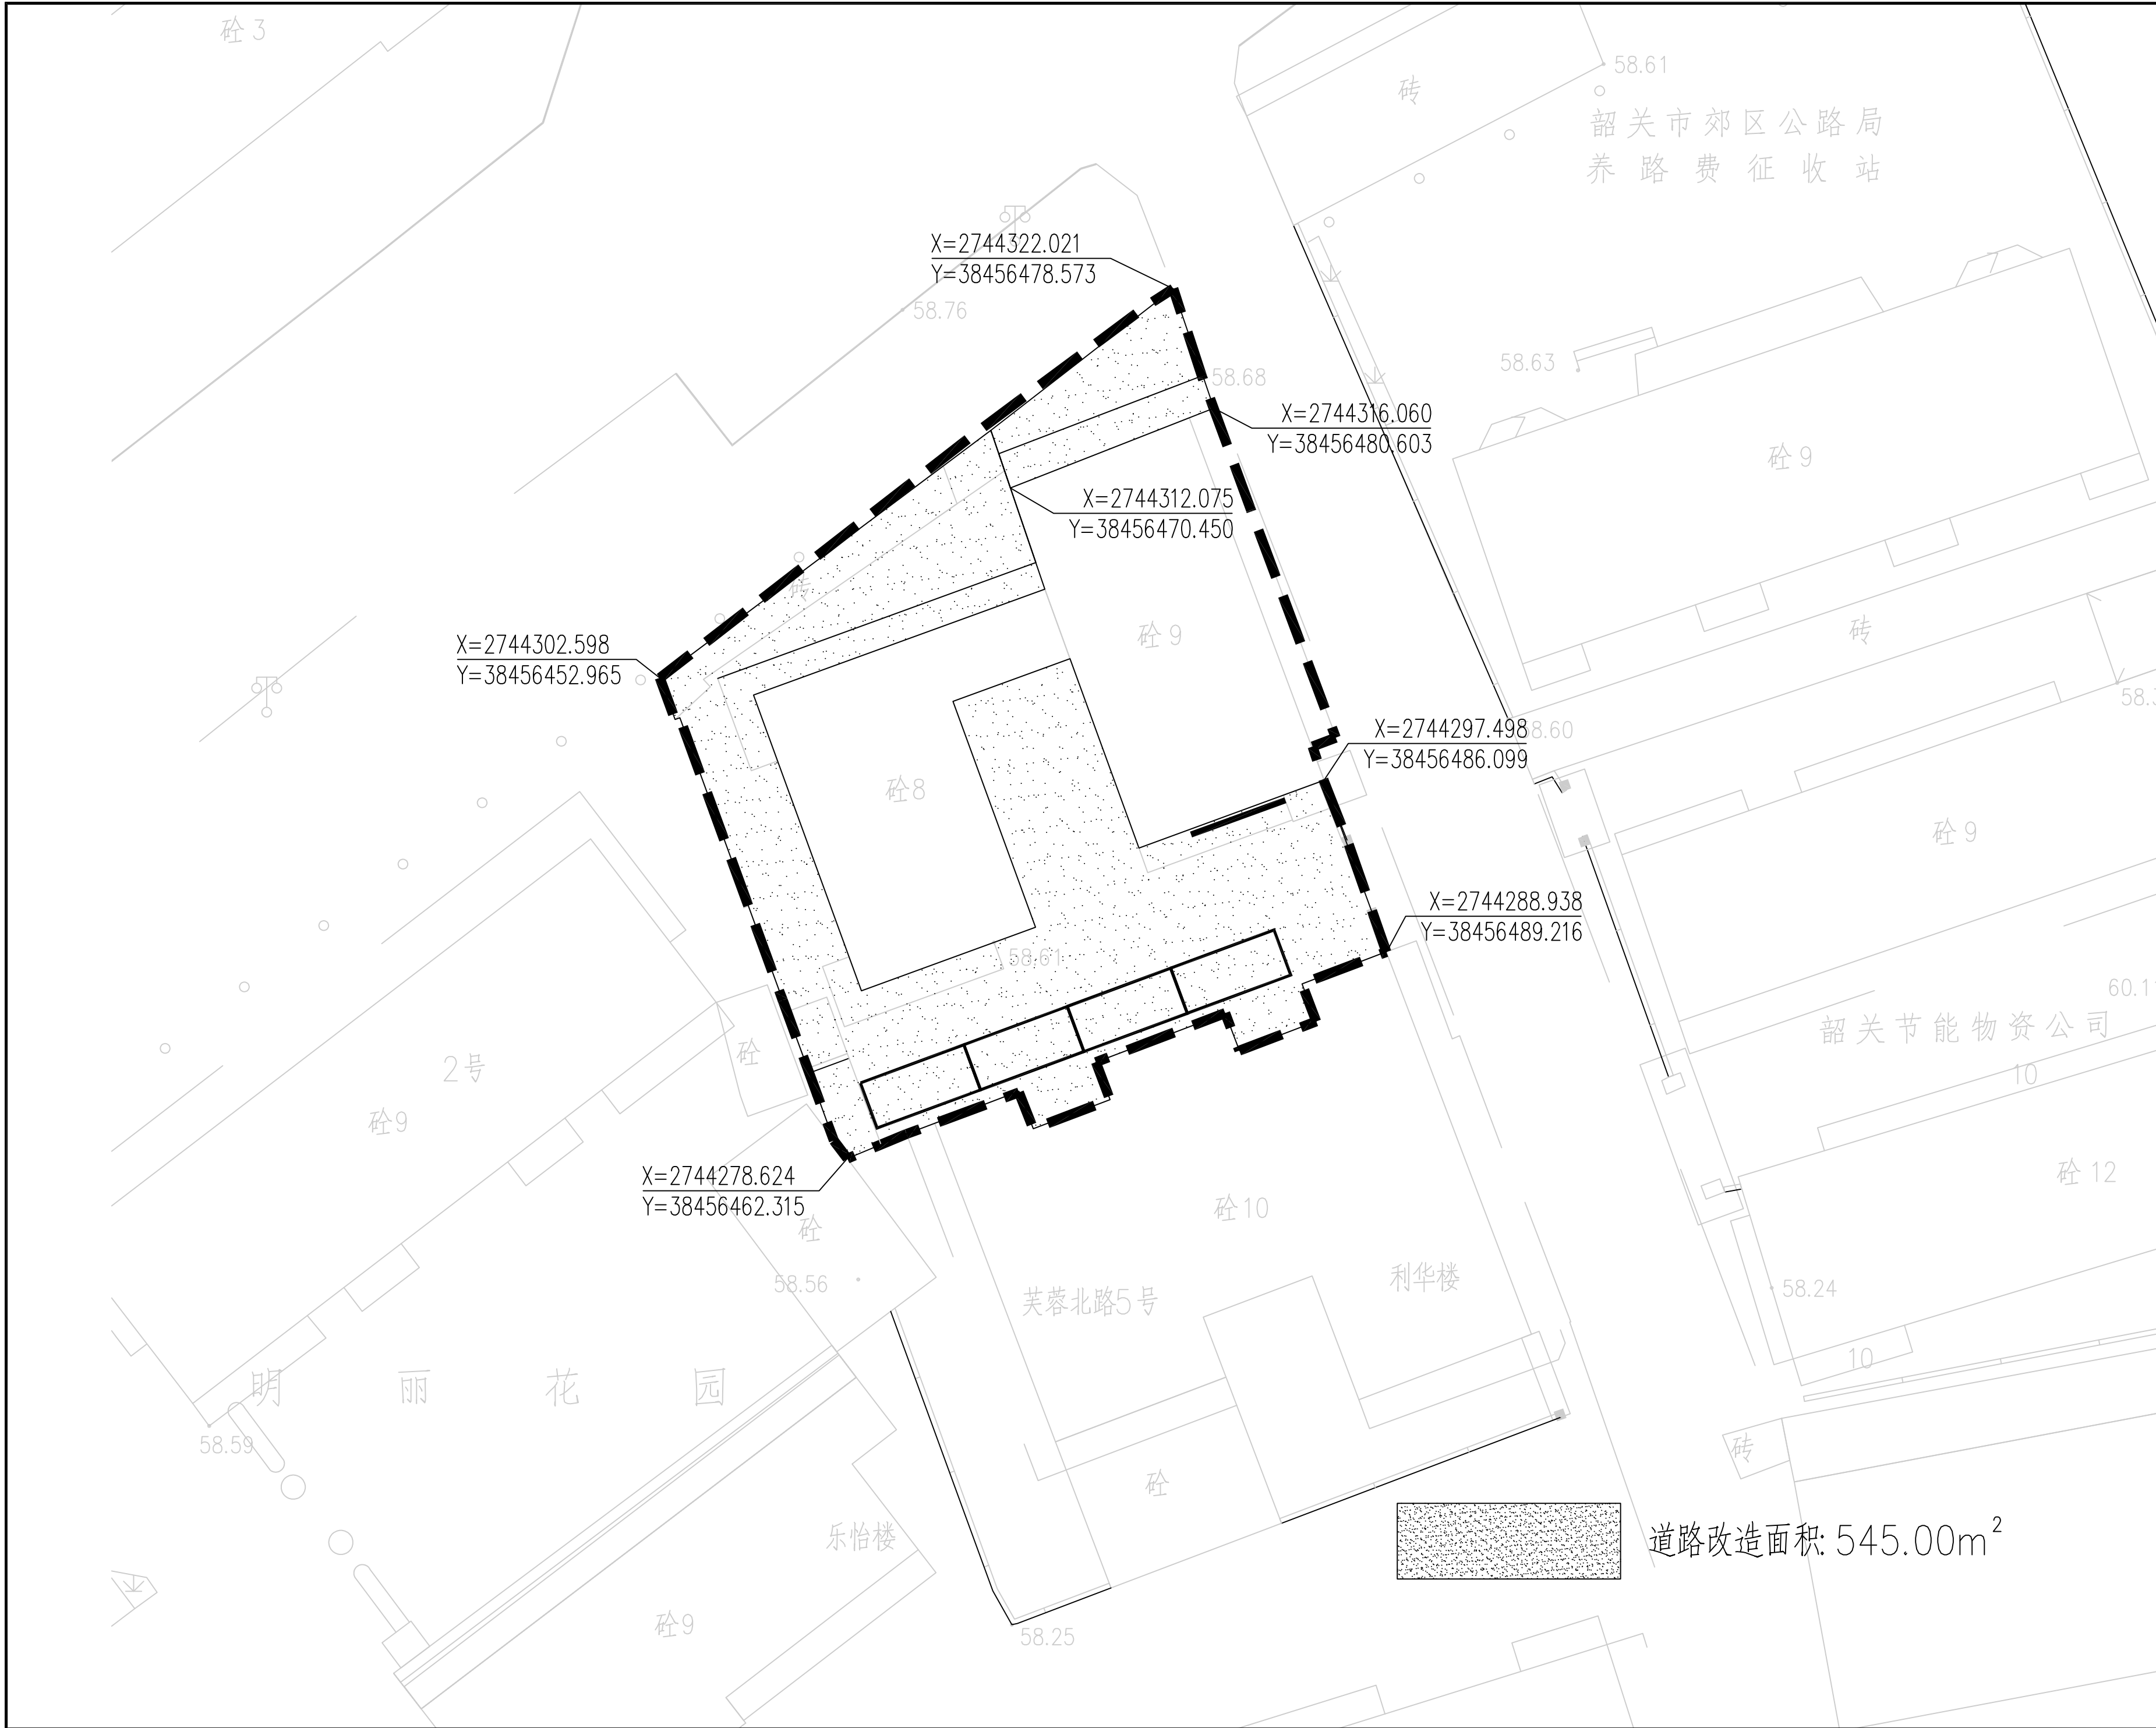 砼3
砖
58.61
韶关市郊区公路局
养路费征收站
X=2744322.021
Y=38456478.573
58.76
58.68
58.63
X=2744316.060
Y=38456480.603
砼9
X=2744312.075
Y=38456470.450
砖
砼9
砖
X=2744302.598
Y=38456452.965
X=2744297.498
Y=38456486.099
58.60
砼8
砼9
X=2744288.938
Y=38456489.216
58.61
韶关节能物资公司
2号
砼
10
砼9
X=2744278.624
Y=38456462.315
砼
砼10
砼12
58.56
芙蓉北路5号
利华楼
58.24
10
明丽花园
58.59
砖
砼
乐怡楼
道路改造面积: 545.00m²
砼9
58.25